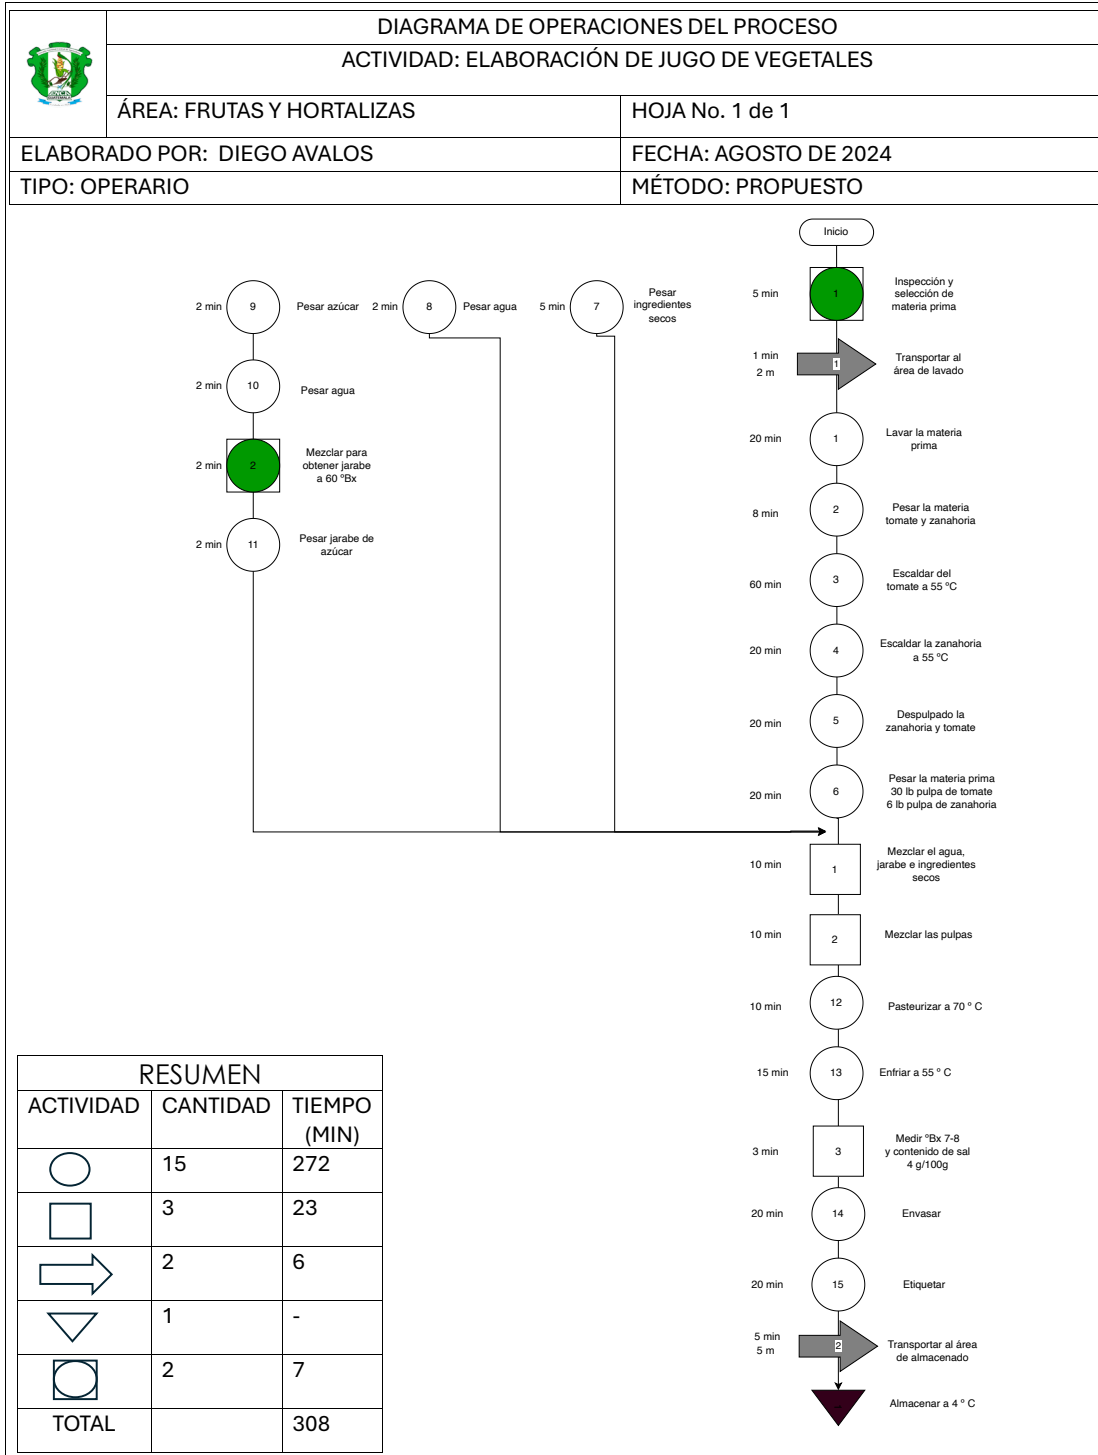 DIAGRAMA DE OPERACIONES DEL PROCESO
ACTIVIDAD: ELABORACIÓN DE JUGO DE VEGETALES
ÁREA: FRUTAS Y HORTALIZAS
HOJA No. 1 de 1
ELABORADO POR: DIEGO AVALOS
FECHA: AGOSTO DE 2024
TIPO: OPERARIO
MÉTODO: PROPUESTO
Inicio
5 min
1
Inspección y
selección de
materia prima
1 min
2 m
1
Transportar al
área de lavado
20 min
1
Lavar la materia
prima
8 min
2
Pesar la materia
tomate y zanahoria
60 min
3
Escaldar del
tomate a 55 ºC
20 min
4
Escaldar la zanahoria
a 55 ºC
20 min
5
Despulpado la
zanahoria y tomate
20 min
6
Pesar la materia prima
30 lb pulpa de tomate
6 lb pulpa de zanahoria
2 min
9
Pesar azúcar
2 min
8
Pesar agua
5 min
7
Pesar
ingredientes
secos
2 min
10
Pesar agua
2 min
2
Mezclar para
obtener jarabe
a 60 ºBx
2 min
11
Pesar jarabe de
azúcar
10 min
1
Mezclar el agua,
jarabe e ingredientes
secos
10 min
2
Mezclar las pulpas
10 min
12
Pasteurizar a 70 º C
15 min
13
Enfriar a 55 º C
3 min
3
Medir ºBx 7-8
y contenido de sal
4 g/100g
20 min
14
Envasar
20 min
15
Etiquetar
5 min
5 m
2
Transportar al área
de almacenado
Almacenar a 4 º C
RESUMEN
ACTIVIDAD CANTIDAD TIEMPO
(MIN)
15 272
3 23
2 6
1 -
2 7
TOTAL 308